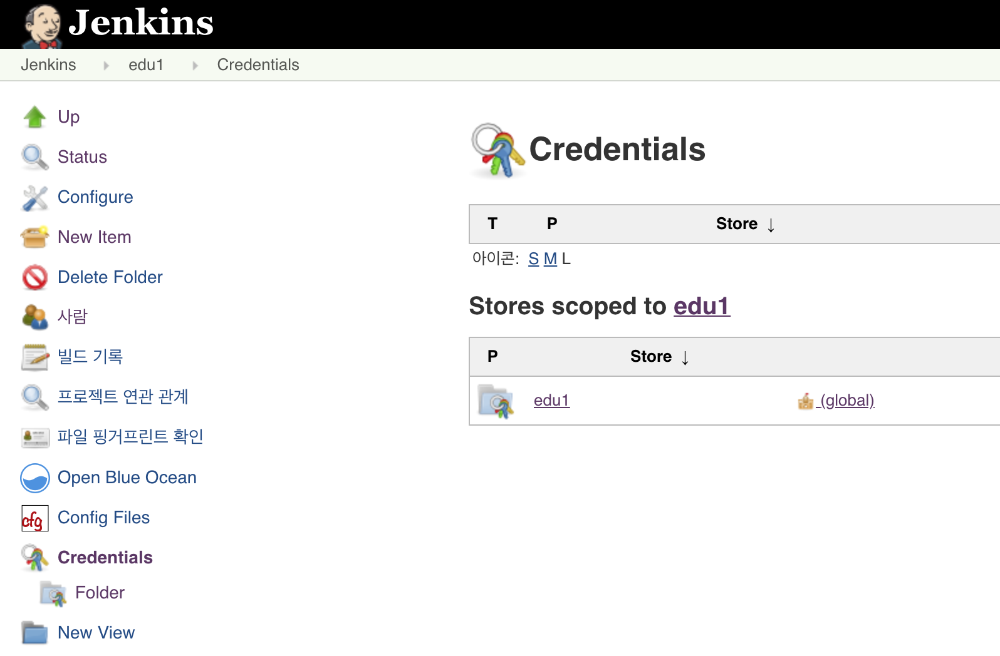 Jenkins
Jenkins edu1 Credentials
Up
Status
Configure
New Item
Delete Folder
사람
빌드 기록
프로젝트 연관 관계
파일 핑거프린트 확인
Open Blue Ocean
cfg Config Files
Credentials
Folder
New View
Credentials
T P Store ↓
아이콘: S M L
Stores scoped to edu1
P Store ↓
edu1 (global)